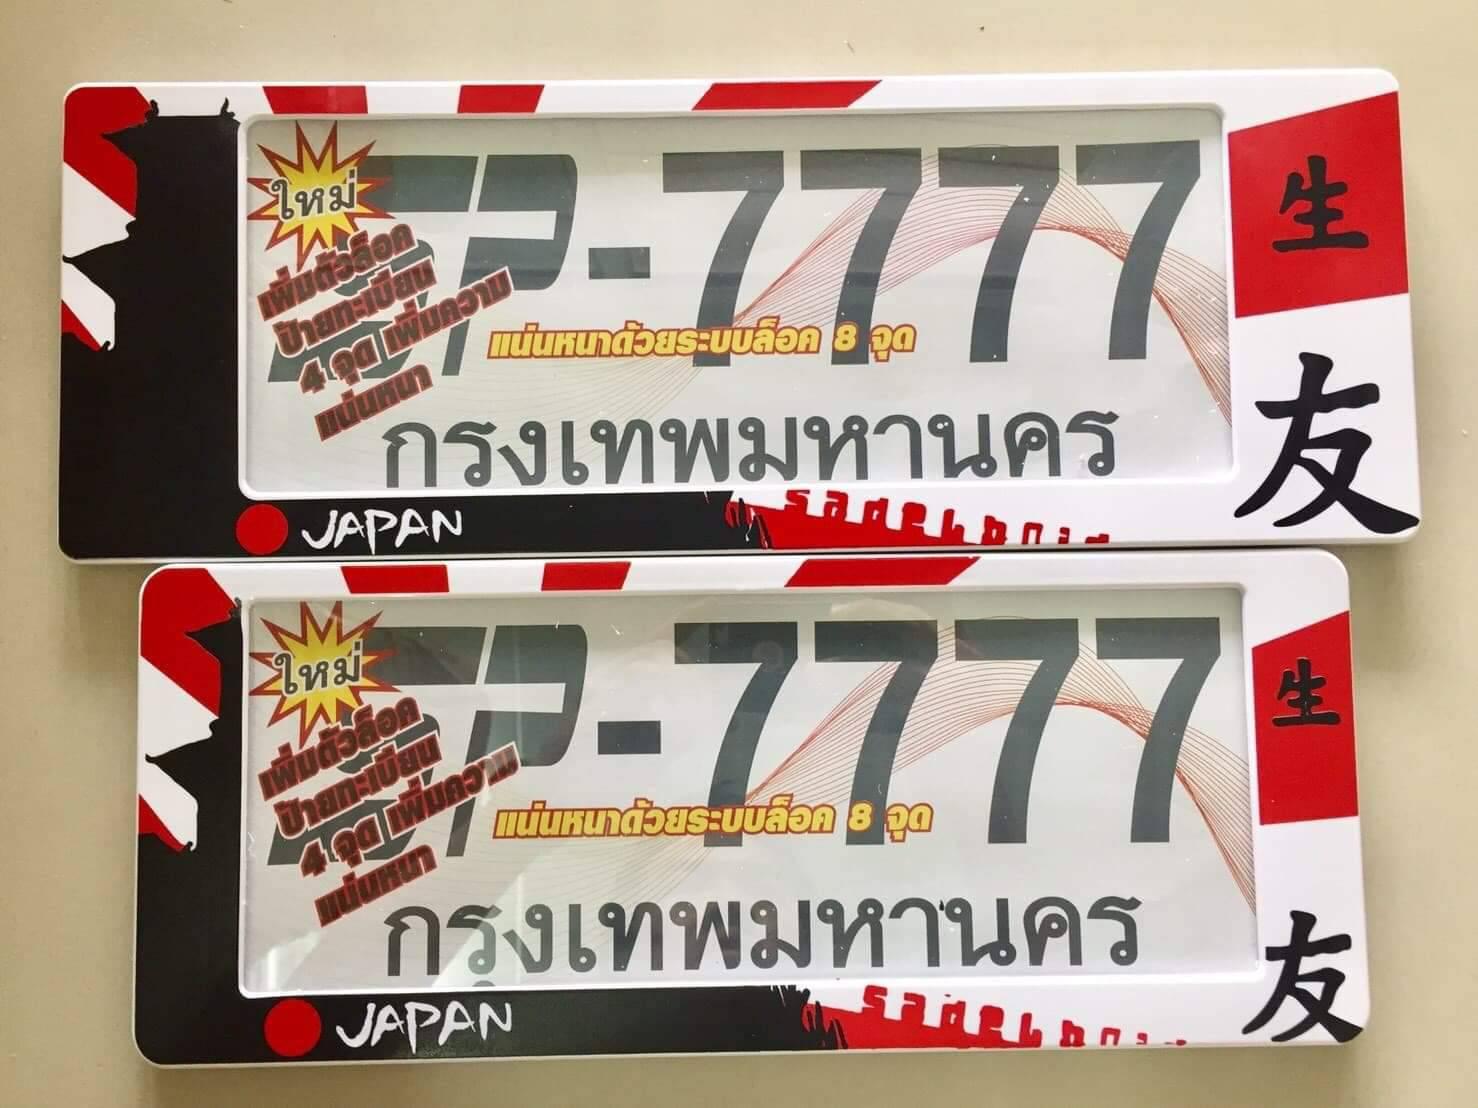 ใหม่
JP-7777
เพิ่มตัวล็อค
ป้ายทะเบียน
4 จุด เพิ่มความ
แน่นหนา
แน่นหนาด้วยระบบล็อค 8 จุด
กรุงเทพมหานคร
生
友
JAPAN
ใหม่
JP-7777
เพิ่มตัวล็อค
ป้ายทะเบียน
4 จุด เพิ่มความ
แน่นหนา
แน่นหนาด้วยระบบล็อค 8 จุด
กรุงเทพมหานคร
生
友
JAPAN